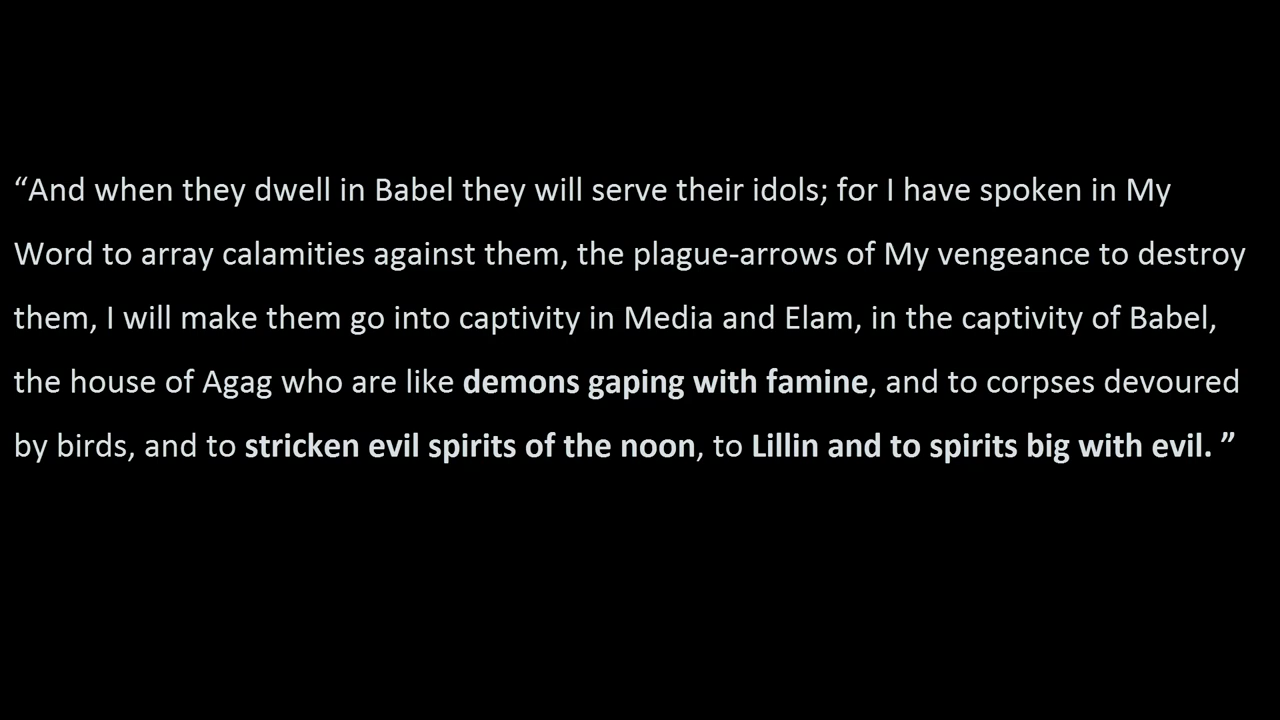 “And when they dwell in Babel they will serve their idols; for I have spoken in My
Word to array calamities against them, the plague-arrows of My vengeance to destroy
them, I will make them go into captivity in Media and Elam, in the captivity of Babel,
the house of Agag who are like demons gaping with famine, and to corpses devoured
by birds, and to stricken evil spirits of the noon, to Lillin and to spirits big with evil. ”